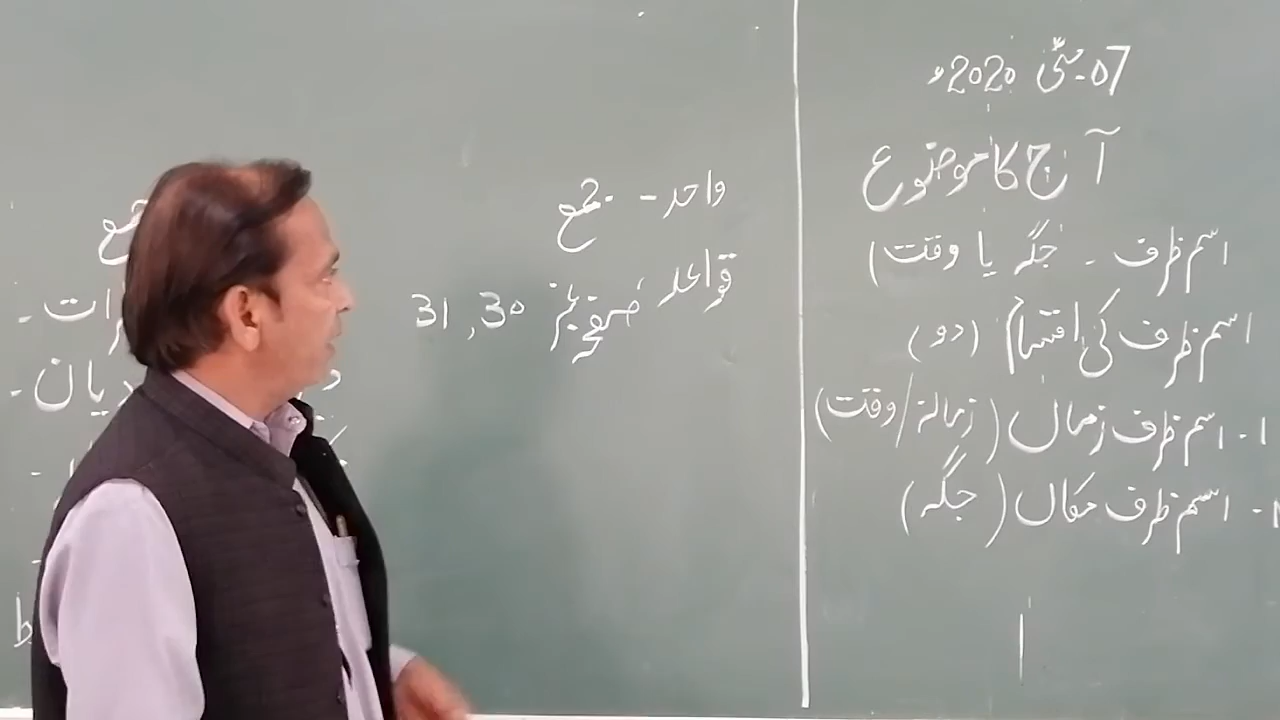 07-مئی 2020ء
آج کا موضوع
اسم ظرف - جگہ یا وقت)
اسم ظرف کی اقسام (دو)
1- اسم ظرف زماں (زمانہ/وقت)
- اسم ظرف مکاں (جگہ)
واحد - جمع
قواعد صفحہ نمبر 30, 31
جمع